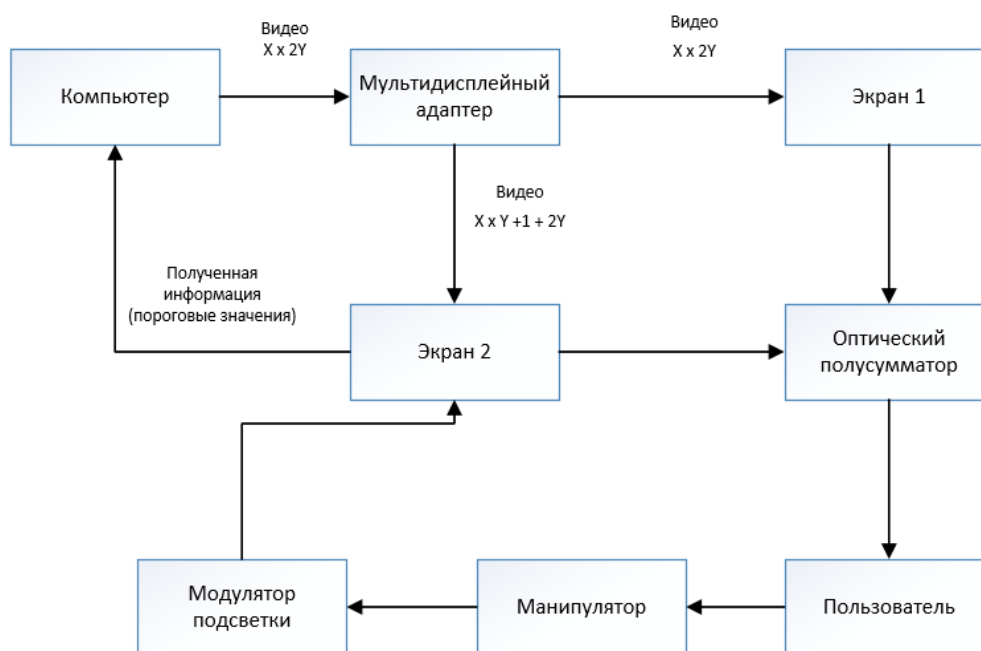 Видео
X x 2Y
Видео
X x 2Y
Компьютер
Мультидисплейный
адаптер
Экран 1
Видео
X x Y +1 + 2Y
Полученная
информация
(пороговые значения)
Экран 2
Оптический
полусумматор
Модулятор
подсветки
Манипулятор
Пользователь